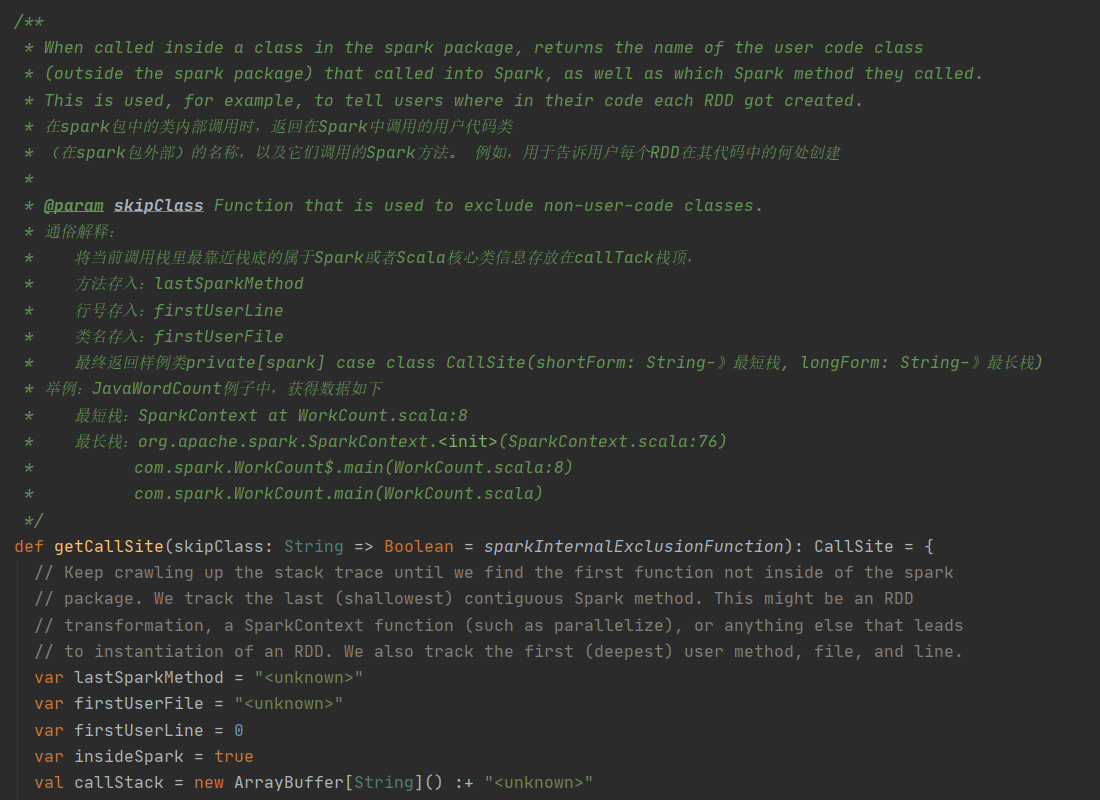 /**
 * When called inside a class in the spark package, returns the name of the user code class
 * (outside the spark package) that called into Spark, as well as which Spark method they called.
 * This is used, for example, to tell users where in their code each RDD got created.
 * 在spark包中的类内部调用时，返回在Spark中调用的用户代码类
 * （在spark包外部）的名称，以及它们调用的Spark方法。 例如，用于告诉用户每个RDD在其代码中的何处创建
 *
 * @param skipClass Function that is used to exclude non-user-code classes.
 * 通俗解释：
 *    将当前调用栈里最靠近栈底的属于Spark或者Scala核心类信息存放在callTack栈顶，
 *    方法存入：lastSparkMethod
 *    行号存入：firstUserLine
 *    类名存入：firstUserFile
 *    最终返回样例类private[spark] case class CallSite(shortForm: String-》最短栈, longForm: String-》最长栈)
 * 举例：JavaWordCount例子中，获得数据如下
 *    最短栈：SparkContext at WorkCount.scala:8
 *    最长栈：org.apache.spark.SparkContext.<init>(SparkContext.scala:76)
 *          com.spark.WorkCount$.main(WorkCount.scala:8)
 *          com.spark.WorkCount.main(WorkCount.scala)
 */
def getCallSite(skipClass: String => Boolean = sparkInternalExclusionFunction): CallSite = {
  // Keep crawling up the stack trace until we find the first function not inside of the spark
  // package. We track the last (shallowest) contiguous Spark method. This might be an RDD
  // transformation, a SparkContext function (such as parallelize), or anything else that leads
  // to instantiation of an RDD. We also track the first (deepest) user method, file, and line.
  var lastSparkMethod = "<unknown>"
  var firstUserFile = "<unknown>"
  var firstUserLine = 0
  var insideSpark = true
  val callStack = new ArrayBuffer[String]() :+ "<unknown>"